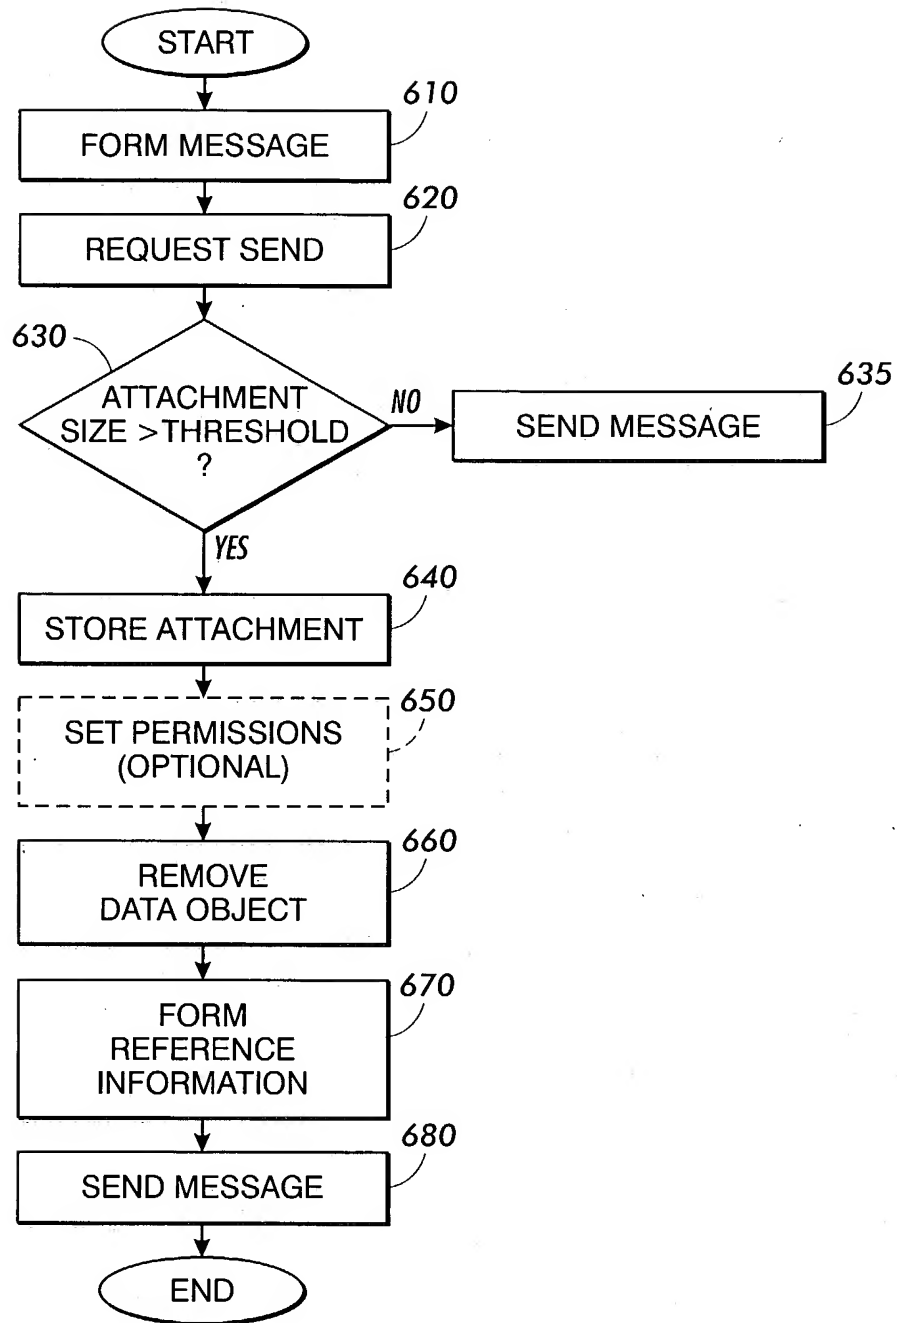 START
610
FORM MESSAGE
620
REQUEST SEND
630
ATTACHMENT
SIZE >THRESHOLD
?
NO
635
SEND MESSAGE
YES
640
STORE ATTACHMENT
650
SET PERMISSIONS
(OPTIONAL)
660
REMOVE
DATA OBJECT
670
FORM
REFERENCE
INFORMATION
680
SEND MESSAGE
END